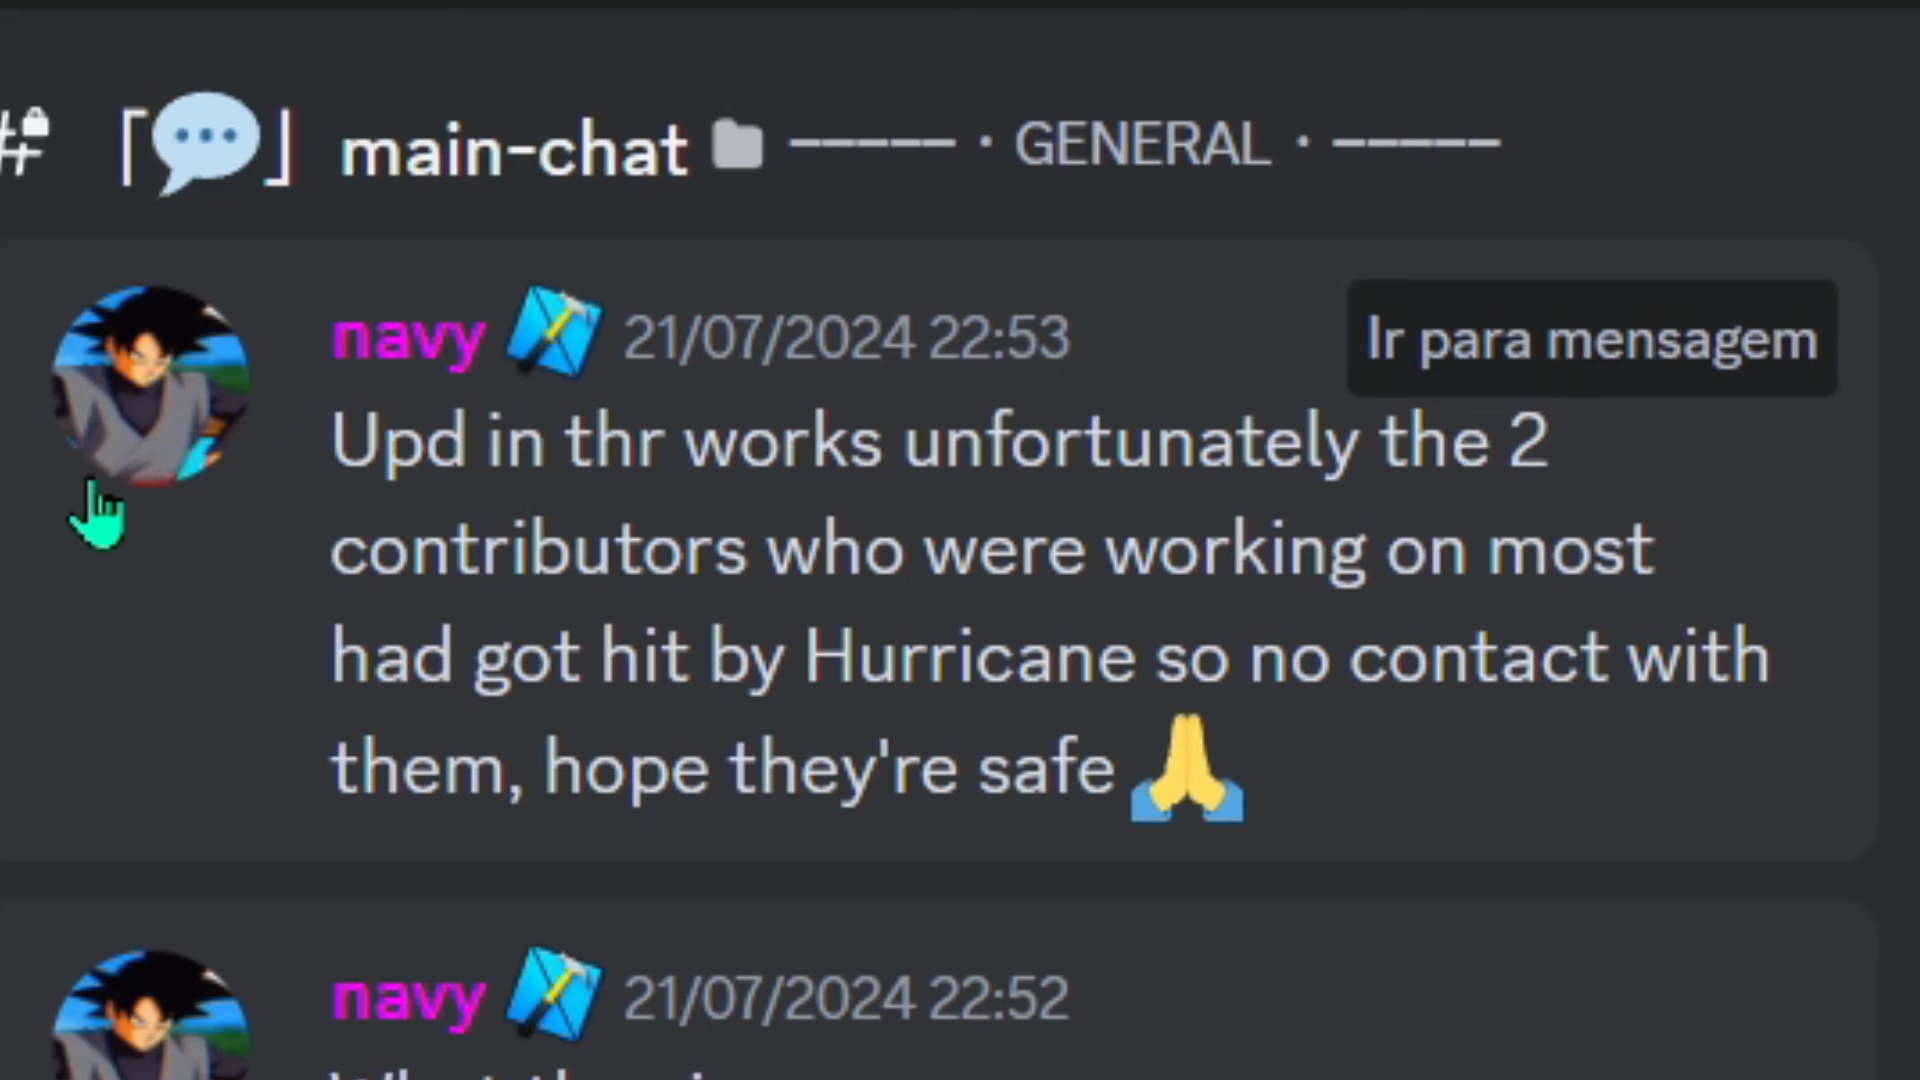 # 「💬」 main-chat ––––– · GENERAL · –––––
navy 21/07/2024 22:53 Ir para mensagem
Upd in thr works unfortunately the 2
contributors who were working on most
had got hit by Hurricane so no contact with
them, hope they're safe 🙏
navy 21/07/2024 22:52